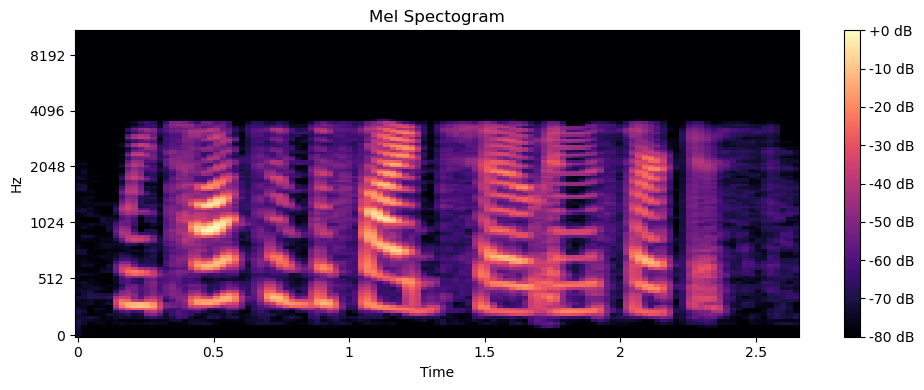 Mel Spectogram
Hz
8192
4096
2048
1024
512
0
0
0.5
1
1.5
2
2.5
Time
+0 dB
-10 dB
-20 dB
-30 dB
-40 dB
-50 dB
-60 dB
-70 dB
-80 dB